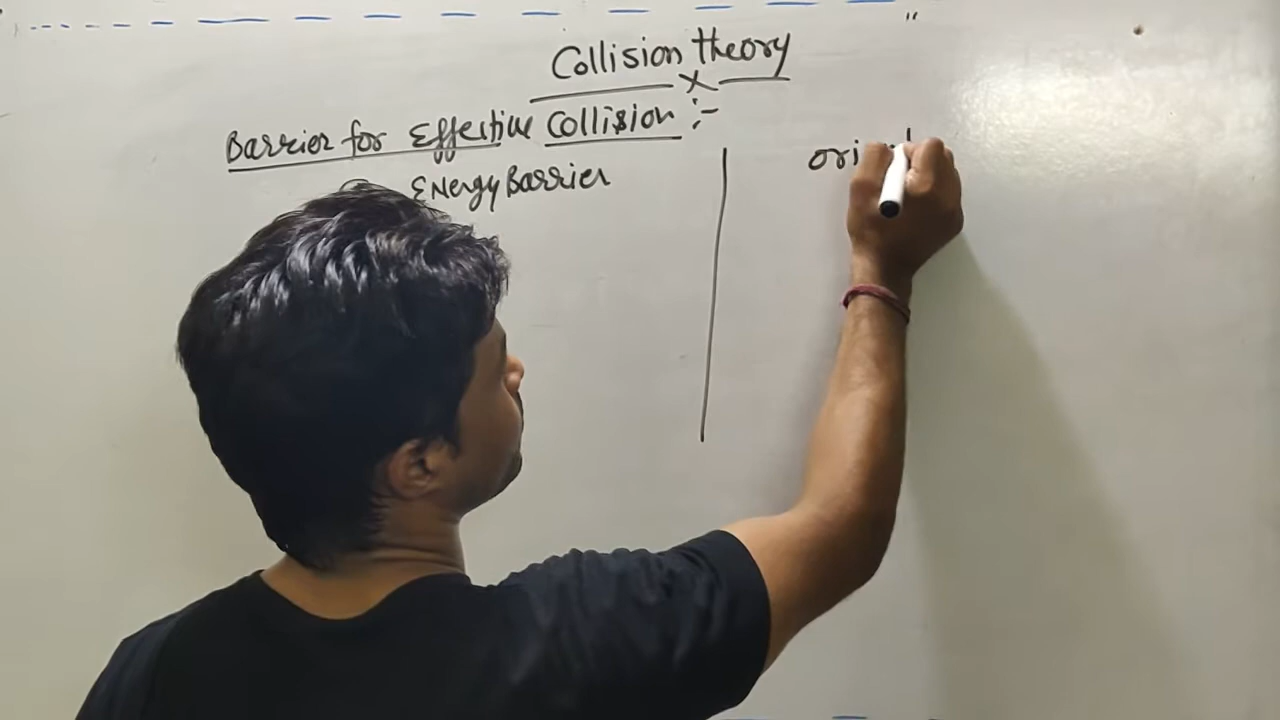 Collision theory
Barrier for Effective Collision :-
Energy Barrier